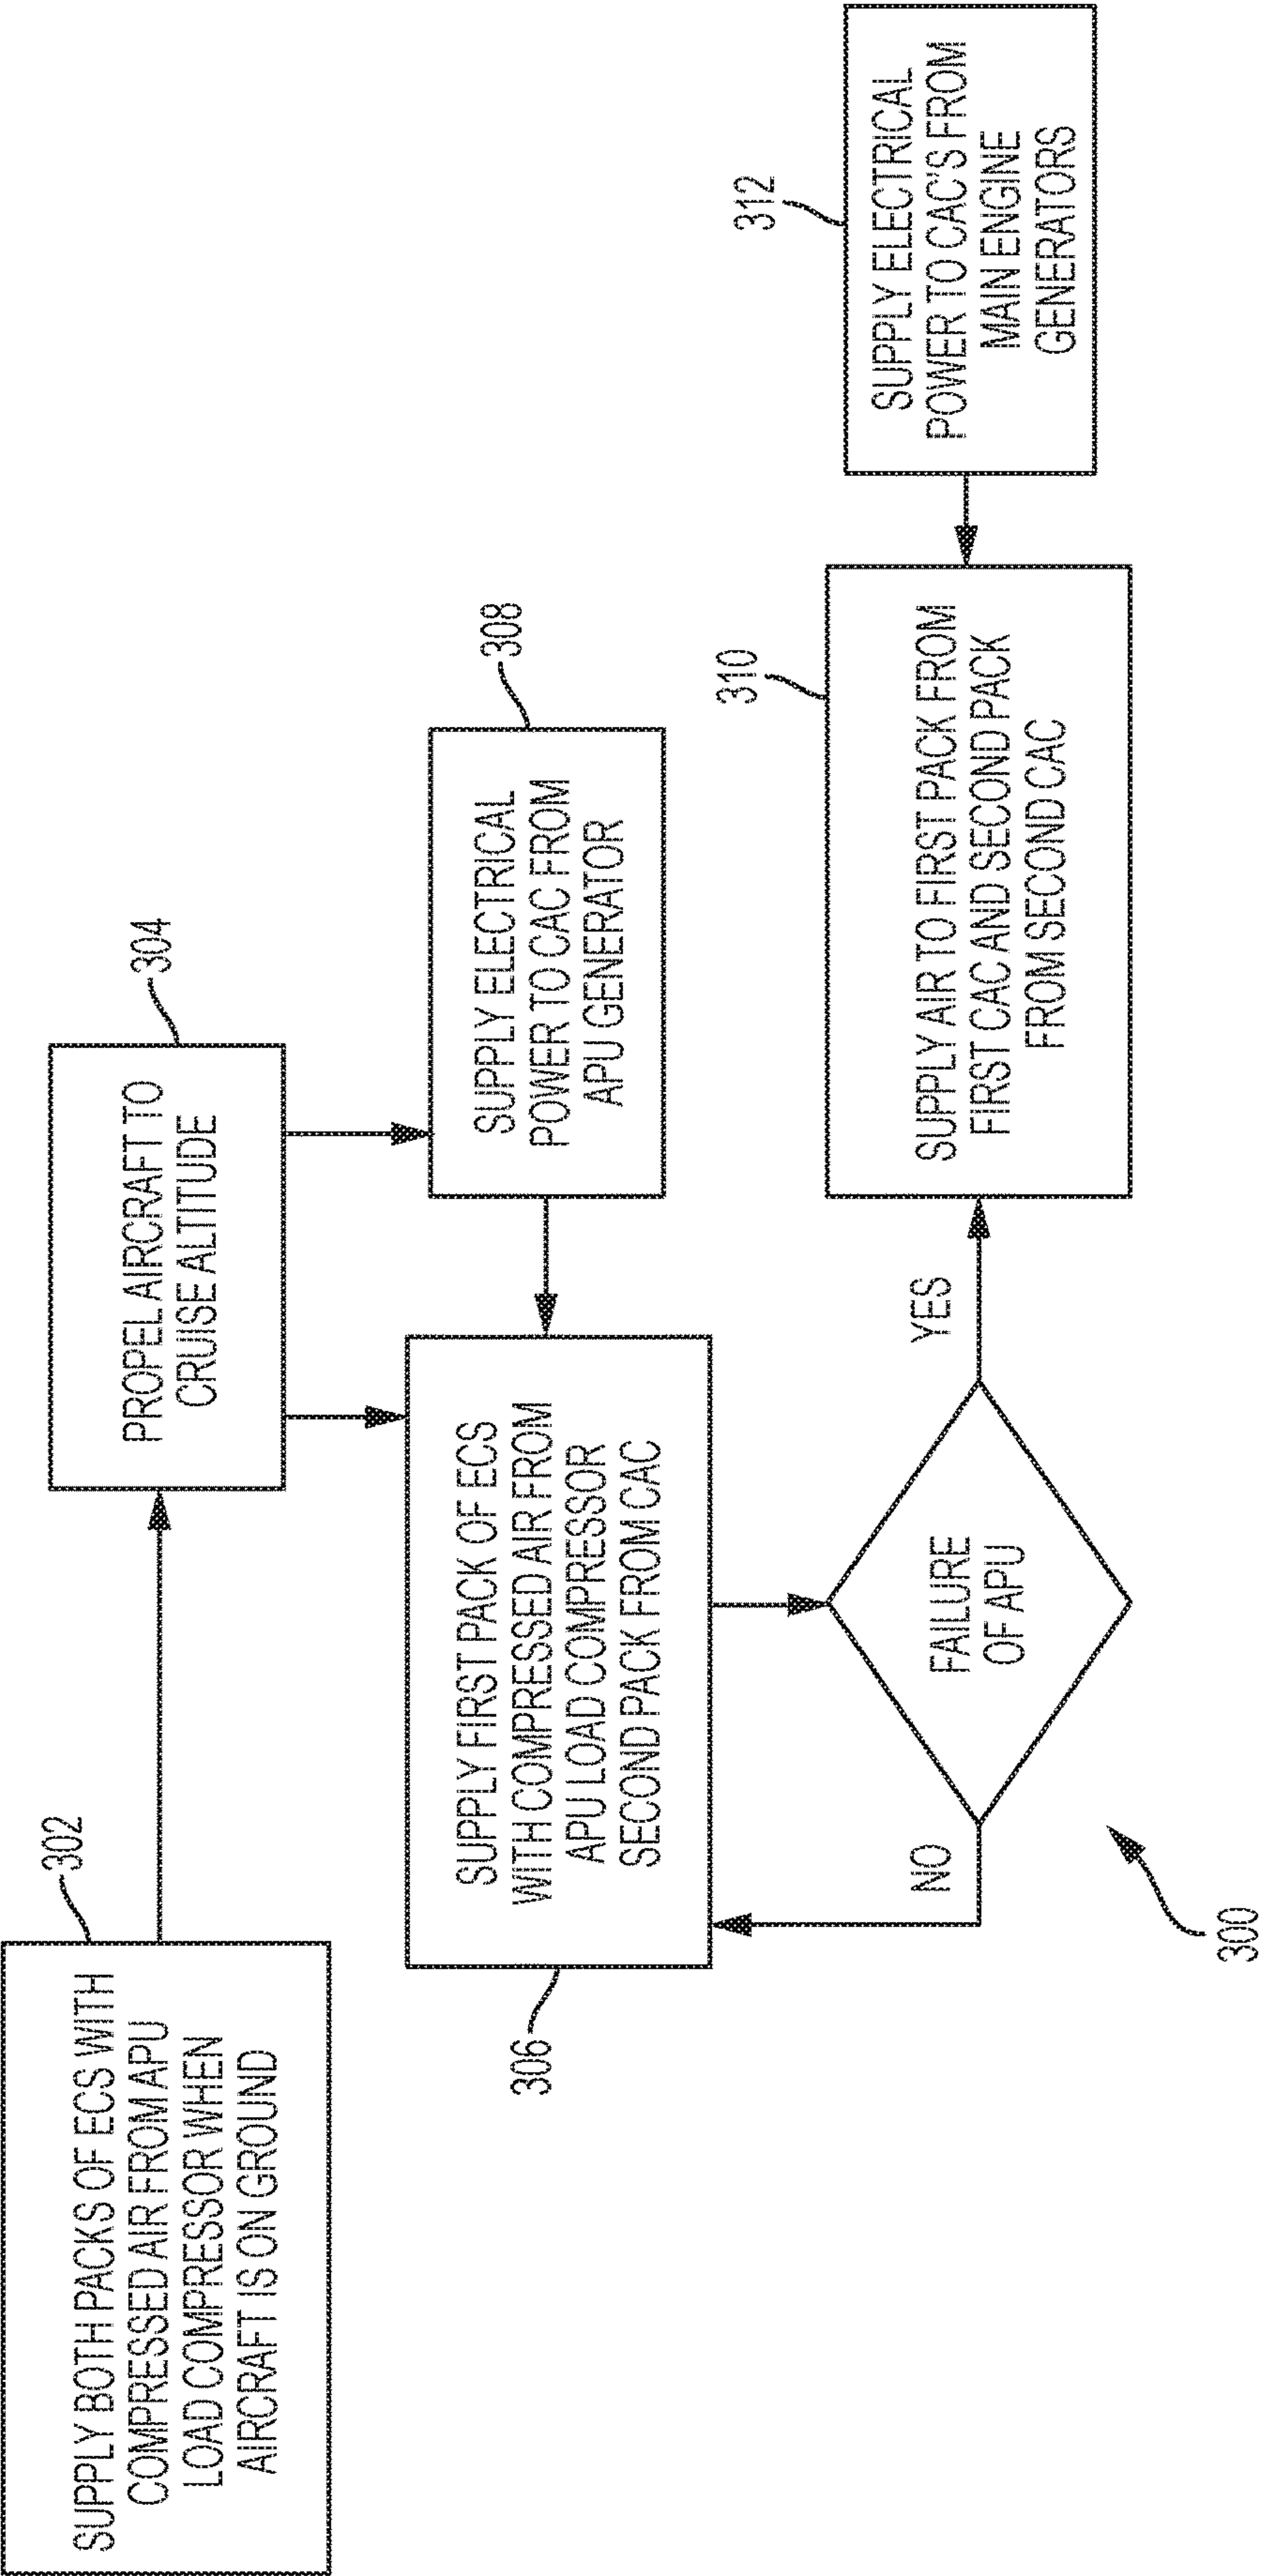 302
SUPPLY BOTH PACKS OF ECS WITH
COMPRESSED AIR FROM APU
LOAD COMPRESSOR WHEN
AIRCRAFT IS ON GROUND
304
PROPEL AIRCRAFT TO
CRUISE ALTITUDE
306
SUPPLY FIRST PACK OF ECS
WITH COMPRESSED AIR FROM
APU LOAD COMPRESSOR
SECOND PACK FROM CAC
308
SUPPLY ELECTRICAL
POWER TO CAC FROM
APU GENERATOR
NO
FAILURE
OF APU
YES
310
SUPPLY AIR TO FIRST PACK FROM
FIRST CAC AND SECOND PACK
FROM SECOND CAC
312
SUPPLY ELECTRICAL
POWER TO CAC'S FROM
MAIN ENGINE
GENERATORS
300